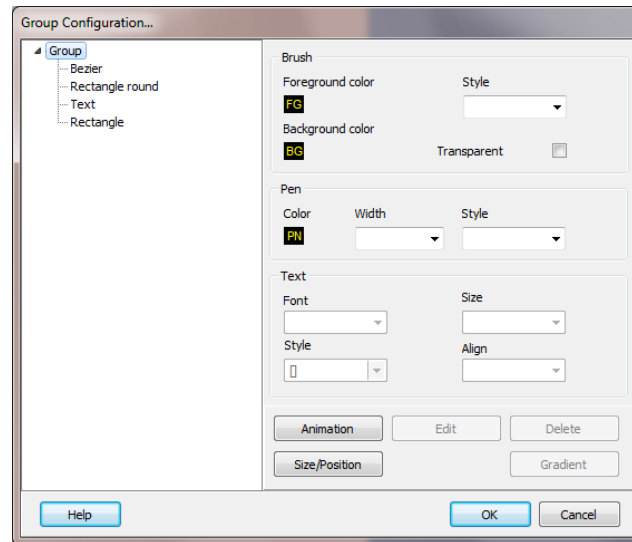 Group Configuration...
Group
Bezier
Rectangle round
Text
Rectangle
Brush
Foreground color Style
FG
Background color
BG Transparent
Pen
Color Width Style
PN
Text
Font Size
Style Align
[]
Animation Edit Delete
Size/Position Gradient
Help OK Cancel